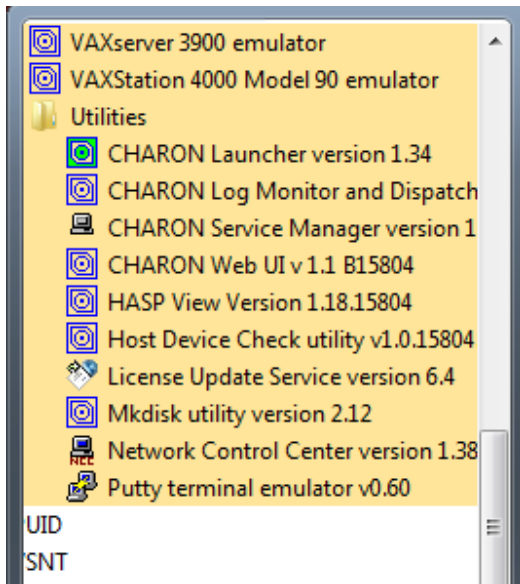 VAXserver 3900 emulator
VAXStation 4000 Model 90 emulator
Utilities
CHARON Launcher version 1.34
CHARON Log Monitor and Dispatch
CHARON Service Manager version 1
CHARON Web UI v 1.1 B15804
HASP View Version 1.18.15804
Host Device Check utility v1.0.15804
License Update Service version 6.4
Mkdisk utility version 2.12
Network Control Center version 1.38
Putty terminal emulator v0.60
UID
SNT